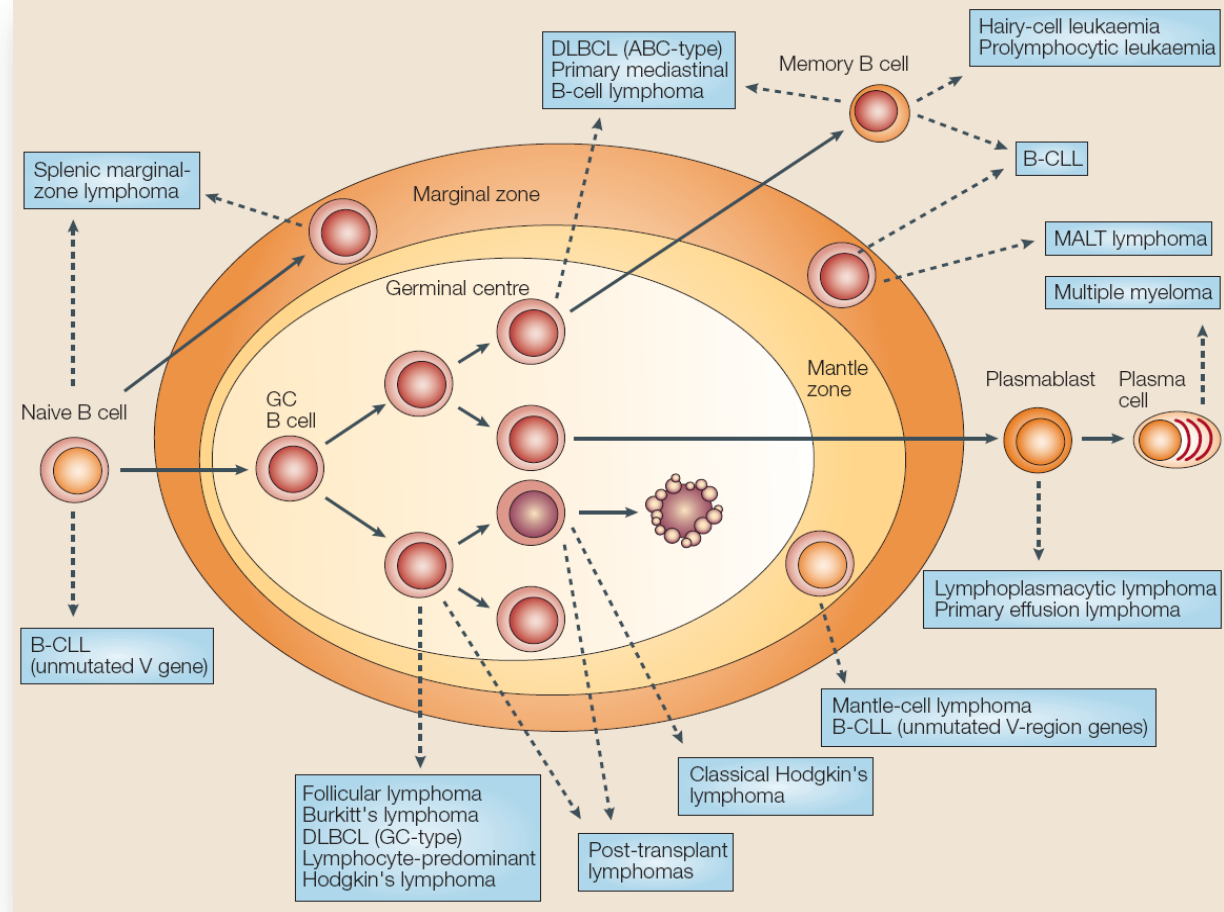 Hairy-cell leukaemia
Prolymphocytic leukaemia
DLBCL (ABC-type)
Primary mediastinal
B-cell lymphoma
Memory B cell
B-CLL
Splenic marginal-
zone lymphoma
Marginal zone
MALT lymphoma
Germinal centre
Multiple myeloma
Mantle
zone
Plasmablast
Plasma
cell
Naive B cell
GC
B cell
Lymphoplasmacytic lymphoma
Primary effusion lymphoma
B-CLL
(unmutated V gene)
Mantle-cell lymphoma
B-CLL (unmutated V-region genes)
Classical Hodgkin's
lymphoma
Follicular lymphoma
Burkitt's lymphoma
DLBCL (GC-type)
Lymphocyte-predominant
Hodgkin's lymphoma
Post-transplant
lymphomas